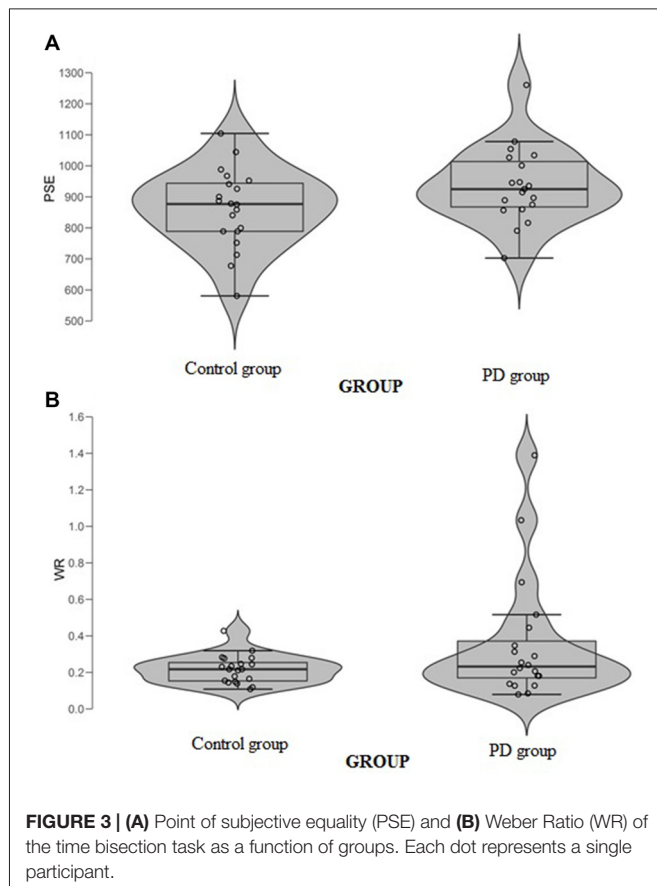 A
1300
1200
1100
1000
900
800
700
600
500
PSE
Control group
PD group
GROUP
B
1.6
1.4
1.2
1.0
0.8
0.6
0.4
0.2
0.0
WR
Control group
PD group
GROUP
FIGURE 3 | (A) Point of subjective equality (PSE) and (B) Weber Ratio (WR) of
the time bisection task as a function of groups. Each dot represents a single
participant.